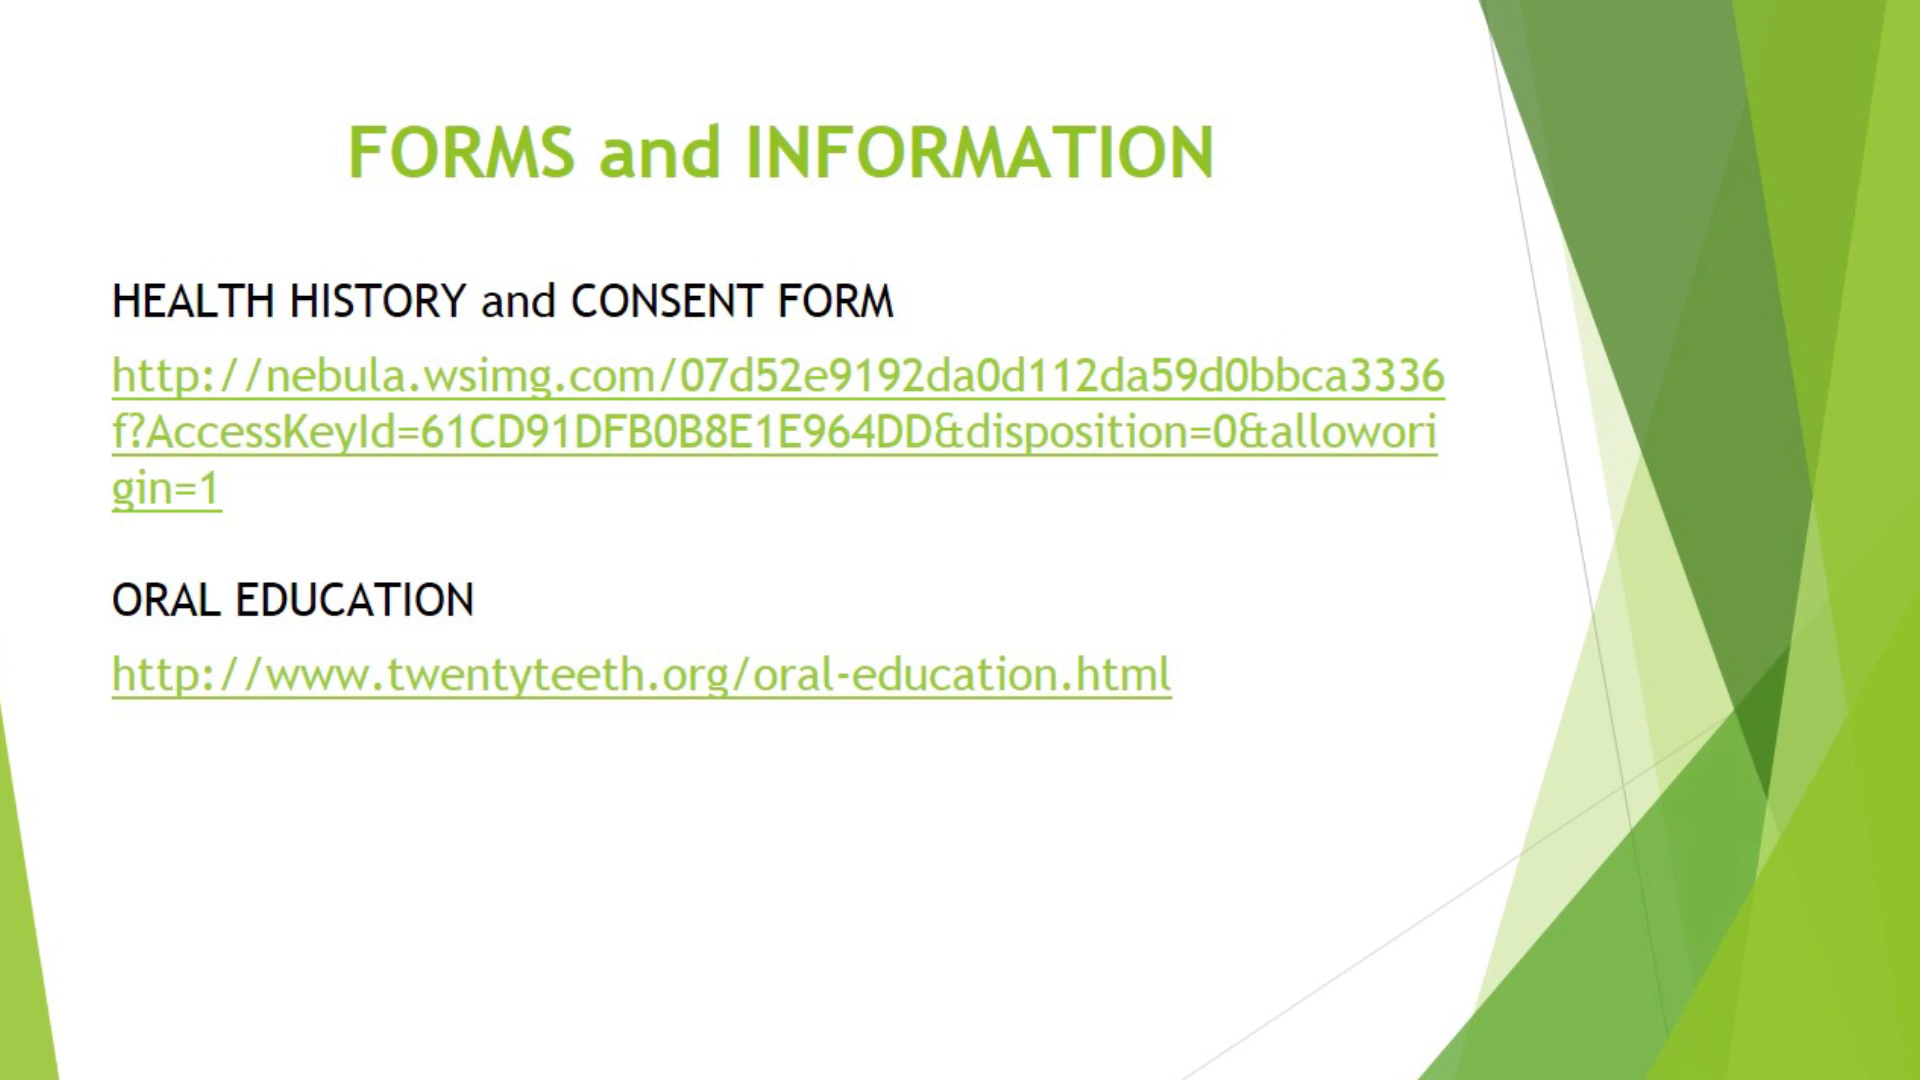 FORMS and INFORMATION
HEALTH HISTORY and CONSENT FORM
http://nebula.wsimg.com/07d52e9192da0d112da59d0bbca3336
f?AccessKeyId=61CD91DFB0B8E1E964DD&disposition=0&allowori
gin=1
ORAL EDUCATION
http://www.twentyteeth.org/oral-education.html